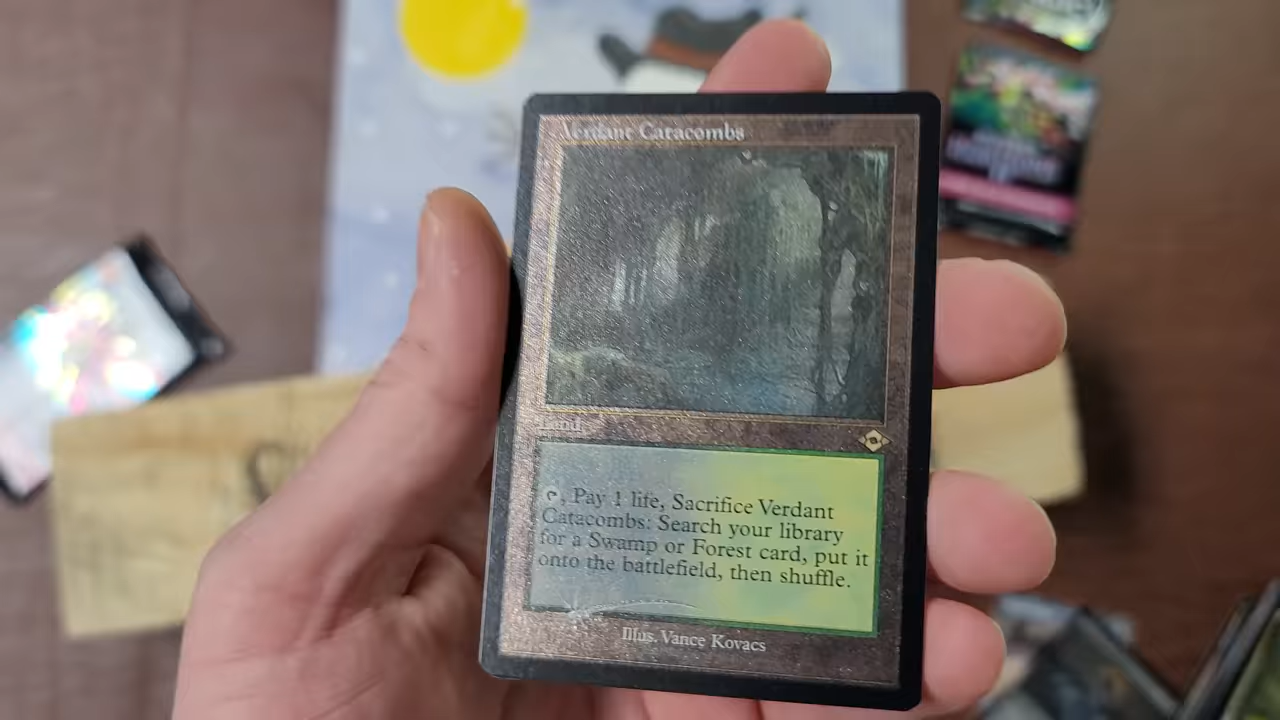 Verdant Catacombs
Land
, Pay 1 life, Sacrifice Verdant
Catacombs: Search your library
for a Swamp or Forest card, put it
onto the battlefield, then shuffle.
Illus. Vance Kovacs